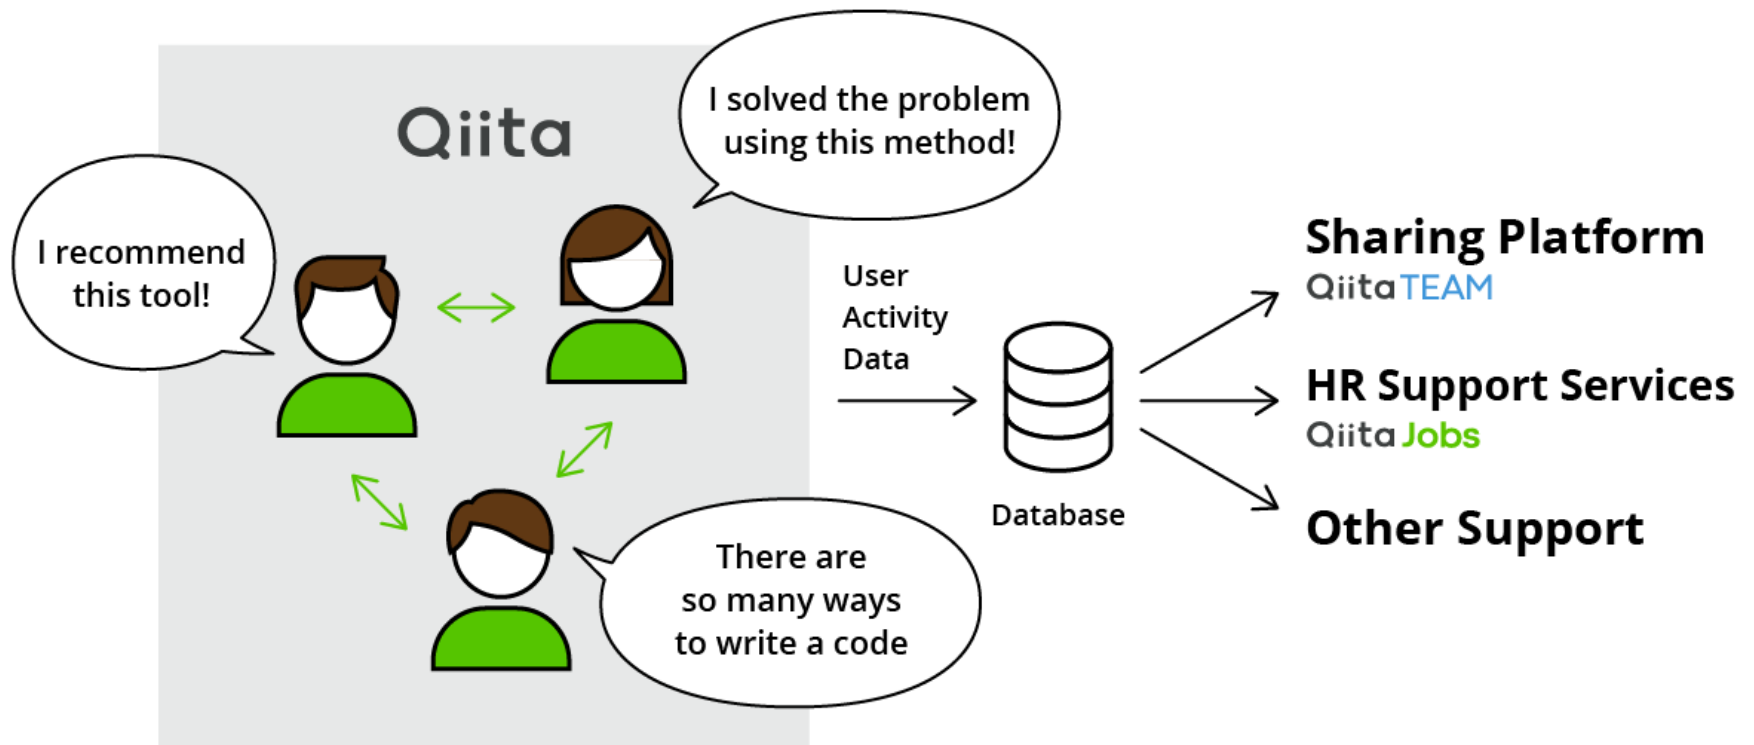 Qiita
I solved the problem
using this method!
I recommend
this tool!
There are
so many ways
to write a code
User
Activity
Data
Database
Sharing Platform
Qiita TEAM
HR Support Services
Qiita Jobs
Other Support